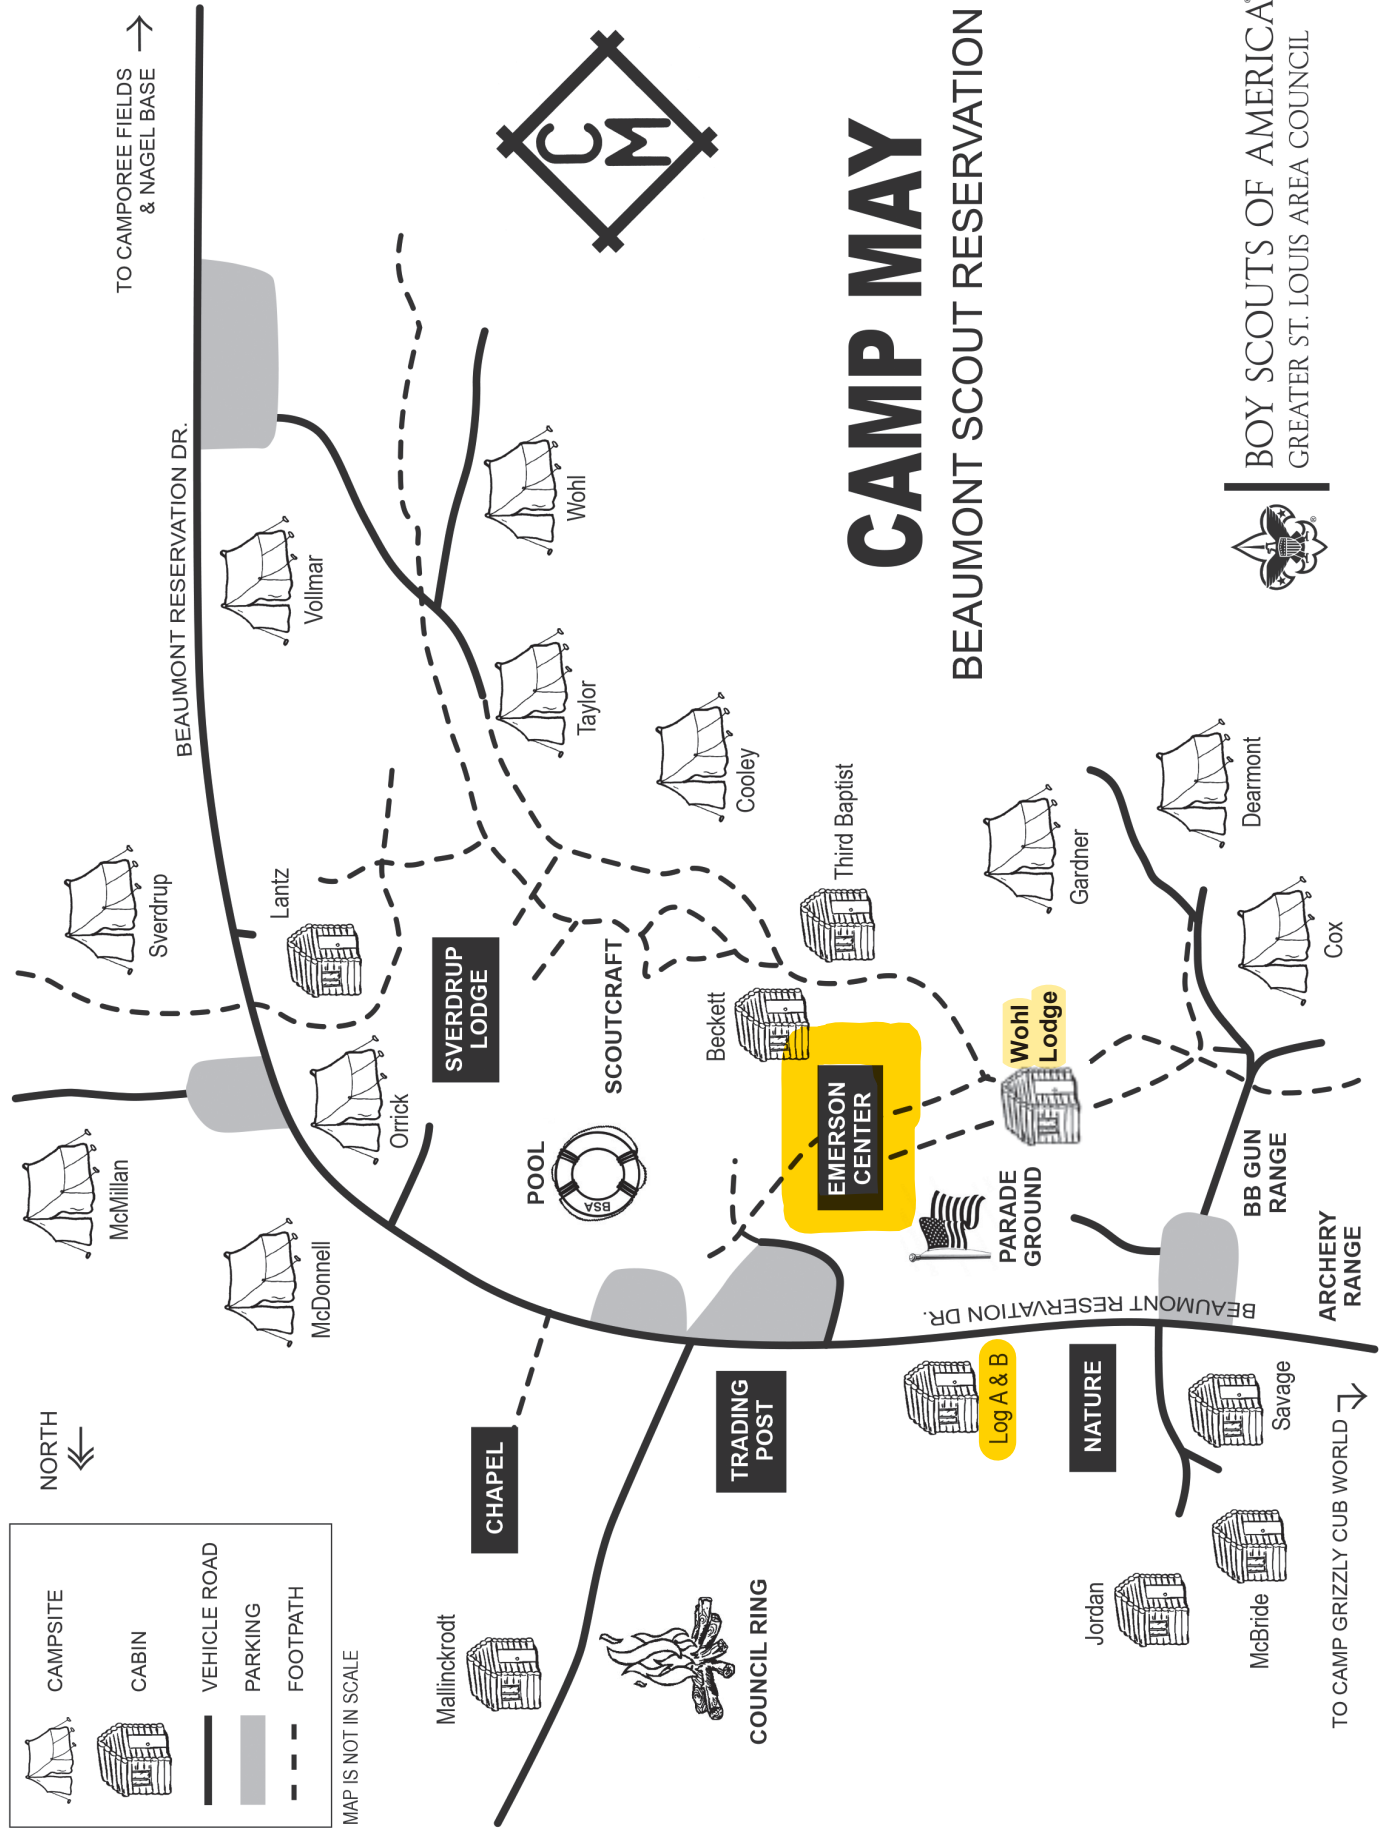 CAMPSITE
CABIN
VEHICLE ROAD
PARKING
FOOTPATH
MAP IS NOT IN SCALE
NORTH
McMillan
McDonnell
Sverdrup
Orrick
Lantz
TO CAMPOREE FIELDS
& NAGEL BASE
BEAUMONT RESERVATION DR.
Vollmar
Wohl
Taylor
Cooley
C
M
Mallinckrodt
CHAPEL
POOL
BSA
SVERDRUP
LODGE
SCOUTCRAFT
Beckett
Third Baptist
COUNCIL RING
TRADING
POST
EMERSON
CENTER
CAMP MAY
BEAUMONT SCOUT RESERVATION
Log A & B
PARADE
GROUND
Wohl
Lodge
Gardner
BEAUMONT RESERVATION DR.
Jordan
NATURE
McBride
Savage
BB GUN
RANGE
Dearmont
Cox
ARCHERY
RANGE
TO CAMP GRIZZLY CUB WORLD
BOY SCOUTS OF AMERICA
GREATER ST. LOUIS AREA COUNCIL